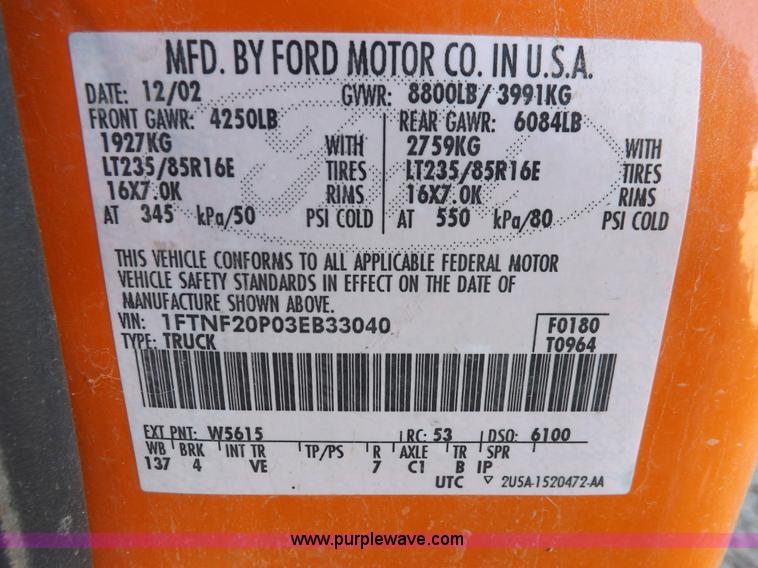 MFD. BY FORD MOTOR CO. IN U.S.A.
DATE: 12/02 GVWR: 8800LB/ 3991KG
FRONT GAWR: 4250LB REAR GAWR: 6084LB
1927KG WITH 2759KG WITH
LT235/85R16E TIRES LT235/85R16E TIRES
16X7.0K RIMS 16X7.0K RIMS
AT 345 kPa/50 PSI COLD AT 550 kPa/80 PSI COLD
THIS VEHICLE CONFORMS TO ALL APPLICABLE FEDERAL MOTOR
VEHICLE SAFETY STANDARDS IN EFFECT ON THE DATE OF
MANUFACTURE SHOWN ABOVE.
VIN: 1FTNF20P03EB33040 F0180
TYPE: TRUCK T0964
EXT PNT: W5615 RC: 53 DSO: 6100
WB BRK INT TR TP/PS R AXLE TR SPR
137 4 VE 7 C1 B IP
UTC 2U5A-1520472-AA
www.purplewave.com